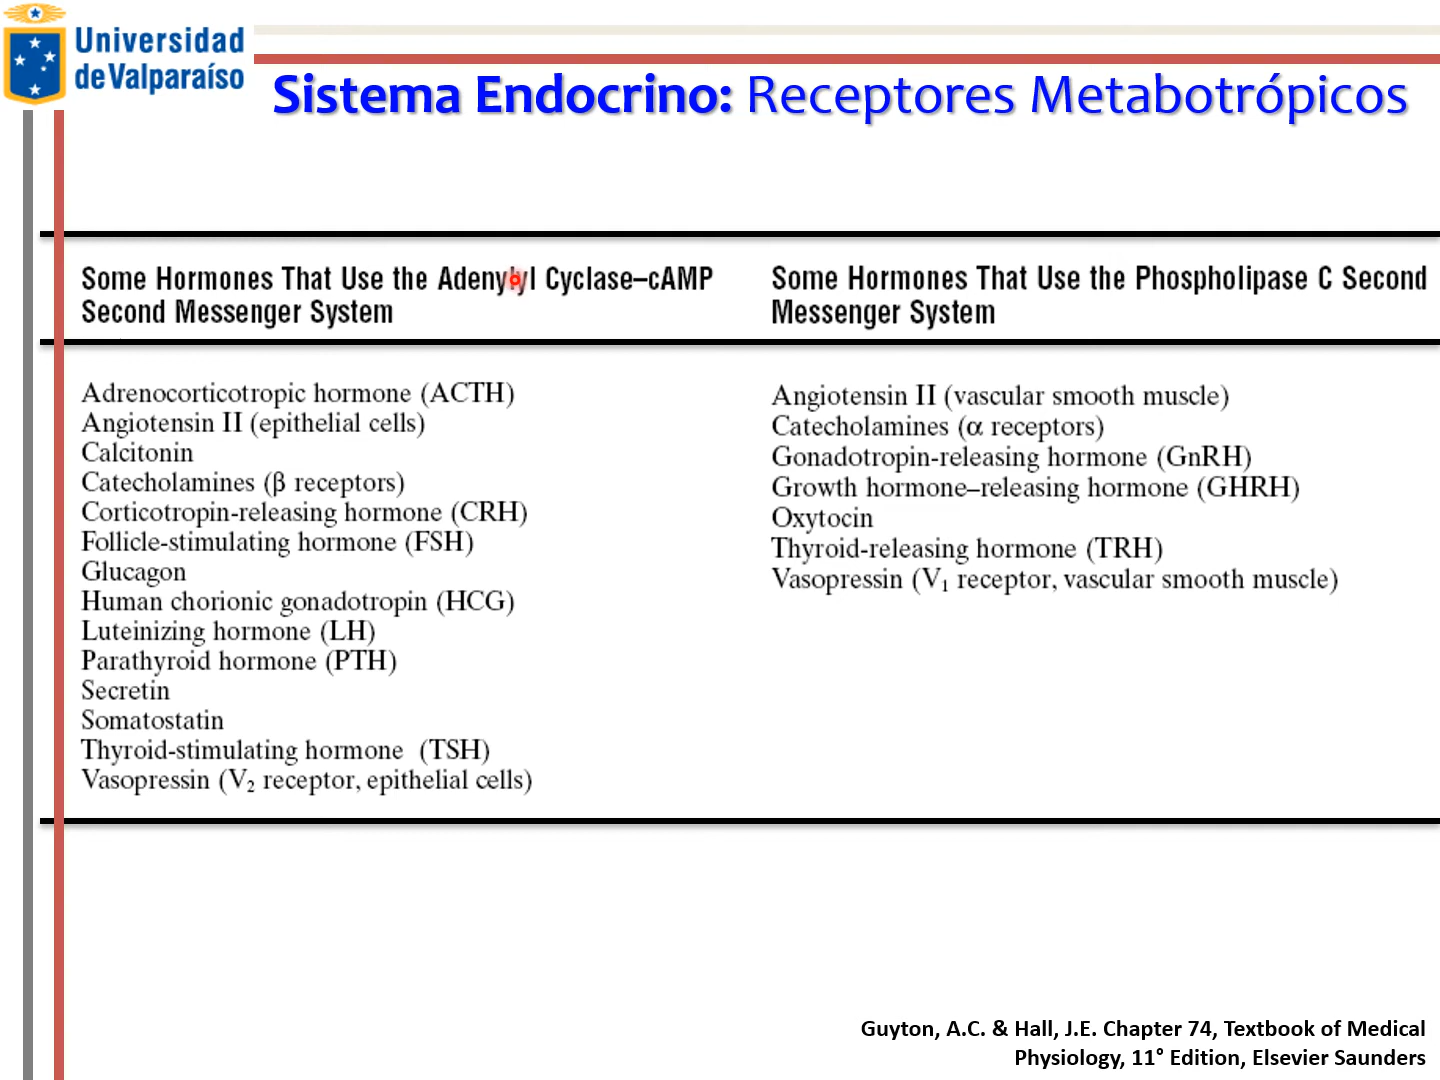 Universidad
de Valparaíso
Sistema Endocrino: Receptores Metabotrópicos
Some Hormones That Use the Adenylyl Cyclase–cAMP
Second Messenger System
Adrenocorticotropic hormone (ACTH)
Angiotensin II (epithelial cells)
Calcitonin
Catecholamines (β receptors)
Corticotropin-releasing hormone (CRH)
Follicle-stimulating hormone (FSH)
Glucagon
Human chorionic gonadotropin (HCG)
Luteinizing hormone (LH)
Parathyroid hormone (PTH)
Secretin
Somatostatin
Thyroid-stimulating hormone (TSH)
Vasopressin (V₂ receptor, epithelial cells)
Some Hormones That Use the Phospholipase C Second
Messenger System
Angiotensin II (vascular smooth muscle)
Catecholamines (α receptors)
Gonadotropin-releasing hormone (GnRH)
Growth hormone–releasing hormone (GHRH)
Oxytocin
Thyroid-releasing hormone (TRH)
Vasopressin (V₁ receptor, vascular smooth muscle)
Guyton, A.C. & Hall, J.E. Chapter 74, Textbook of Medical
Physiology, 11° Edition, Elsevier Saunders